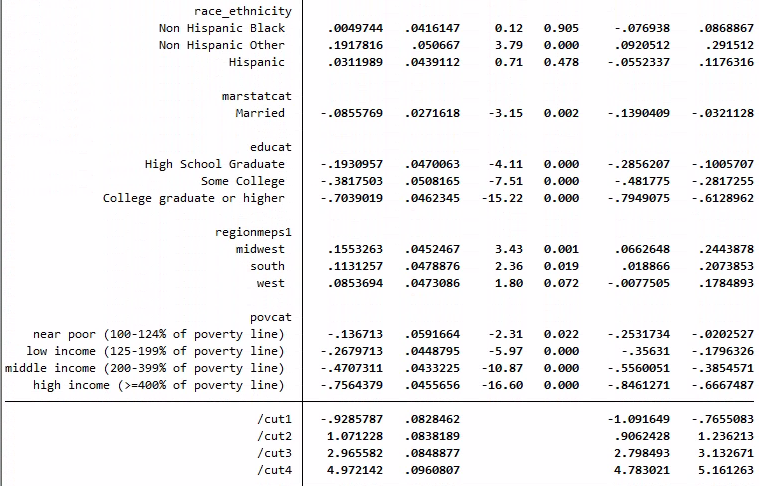 race_ethnicity
Non Hispanic Black .0049744 .0416147 0.12 0.905 -.076938 .0868867
Non Hispanic Other .1917816 .050667 3.79 0.000 .0920512 .291512
Hispanic .0311989 .0439112 0.71 0.478 -.0552337 .1176316
marstatcat
Married -.0855769 .0271618 -3.15 0.002 -.1390409 -.0321128
educat
High School Graduate -.1930957 .0470063 -4.11 0.000 -.2856207 -.1005707
Some College -.3817503 .0508165 -7.51 0.000 -.481775 -.2817255
College graduate or higher -.7039019 .0462345 -15.22 0.000 -.7949075 -.6128962
regionmeps1
midwest .1553263 .0452467 3.43 0.001 .0662648 .2443878
south .1131257 .0478876 2.36 0.019 .018866 .2073853
west .0853694 .0473086 1.80 0.072 -.0077505 .1784893
povcat
near poor (100-124% of poverty line) -.136713 .0591664 -2.31 0.022 -.2531734 -.0202527
low income (125-199% of poverty line) -.2679713 .0448795 -5.97 0.000 -.35631 -.1796326
middle income (200-399% of poverty line) -.4707311 .0433225 -10.87 0.000 -.5560051 -.3854571
high income (>=400% of poverty line) -.7564379 .0455656 -16.60 0.000 -.8461271 -.6667487
/cut1 -.9285787 .0828462 -1.091649 -.7655083
/cut2 1.071228 .0838189 .9062428 1.236213
/cut3 2.965582 .0848877 2.798493 3.132671
/cut4 4.972142 .0960807 4.783021 5.161263